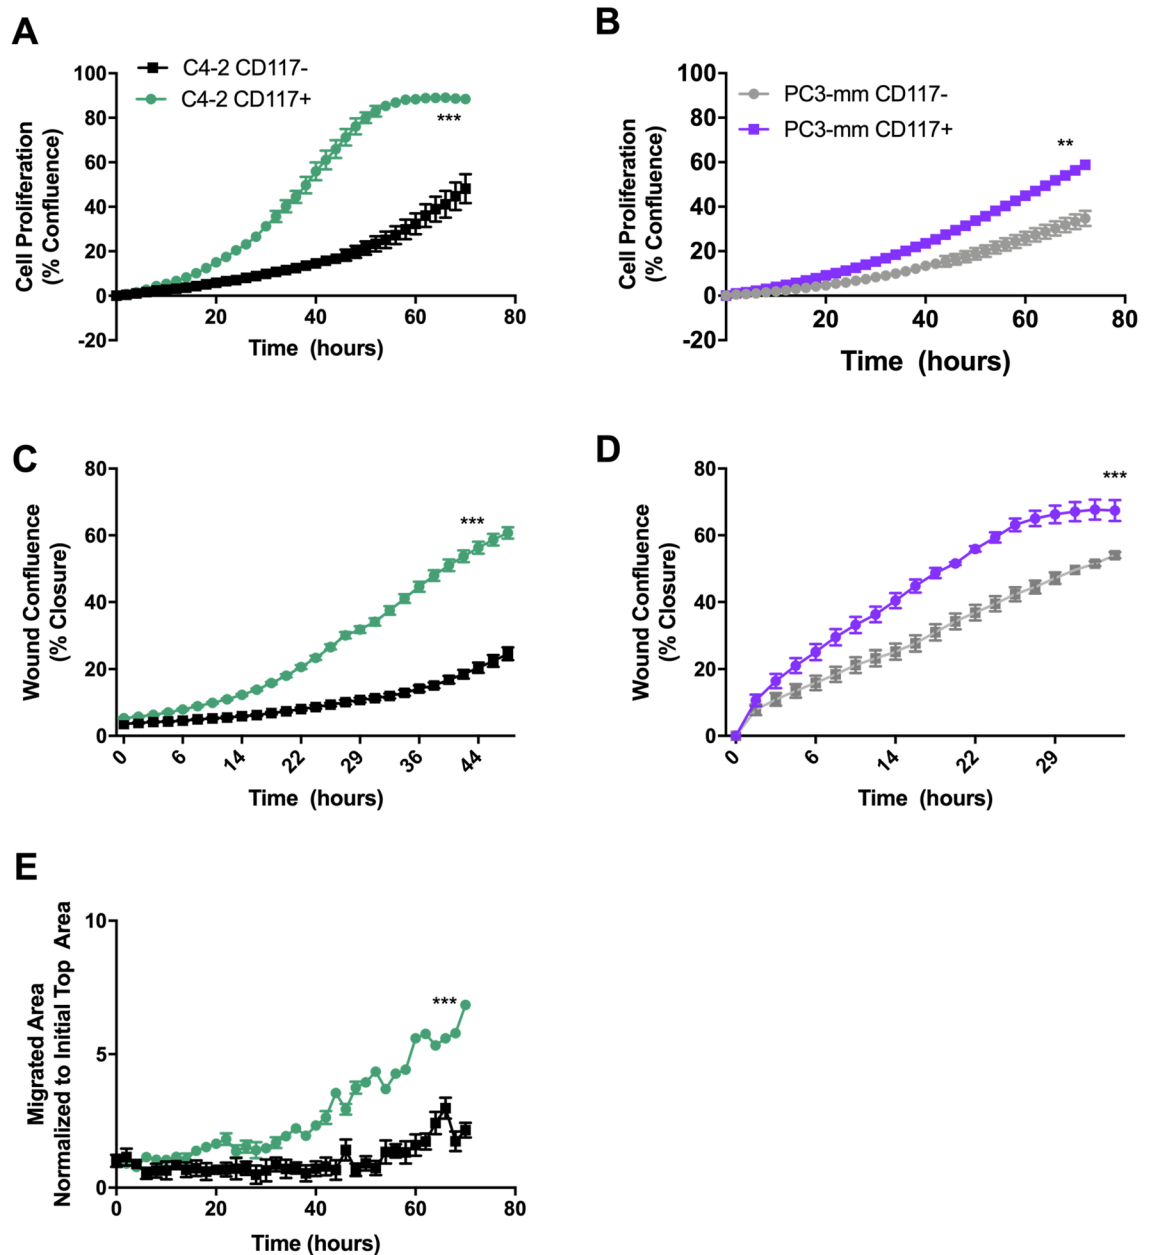 A
C4-2 CD117-
C4-2 CD117+
100
80
60
40
20
0
-20
Cell Proliferation
(% Confluence)
***
20
40
60
80
Time (hours)
B
PC3-mm CD117-
PC3-mm CD117+
100
80
60
40
20
0
-20
Cell Proliferation
(% Confluence)
**
20
40
60
80
Time (hours)
C
80
60
40
20
0
Wound Confluence
(% Closure)
***
0
6
14
22
29
36
44
Time (hours)
D
80
60
40
20
0
Wound Confluence
(% Closure)
***
0
6
14
22
29
Time (hours)
E
10
5
0
Migrated Area
Normalized to Initial Top Area
***
0
20
40
60
80
Time (hours)